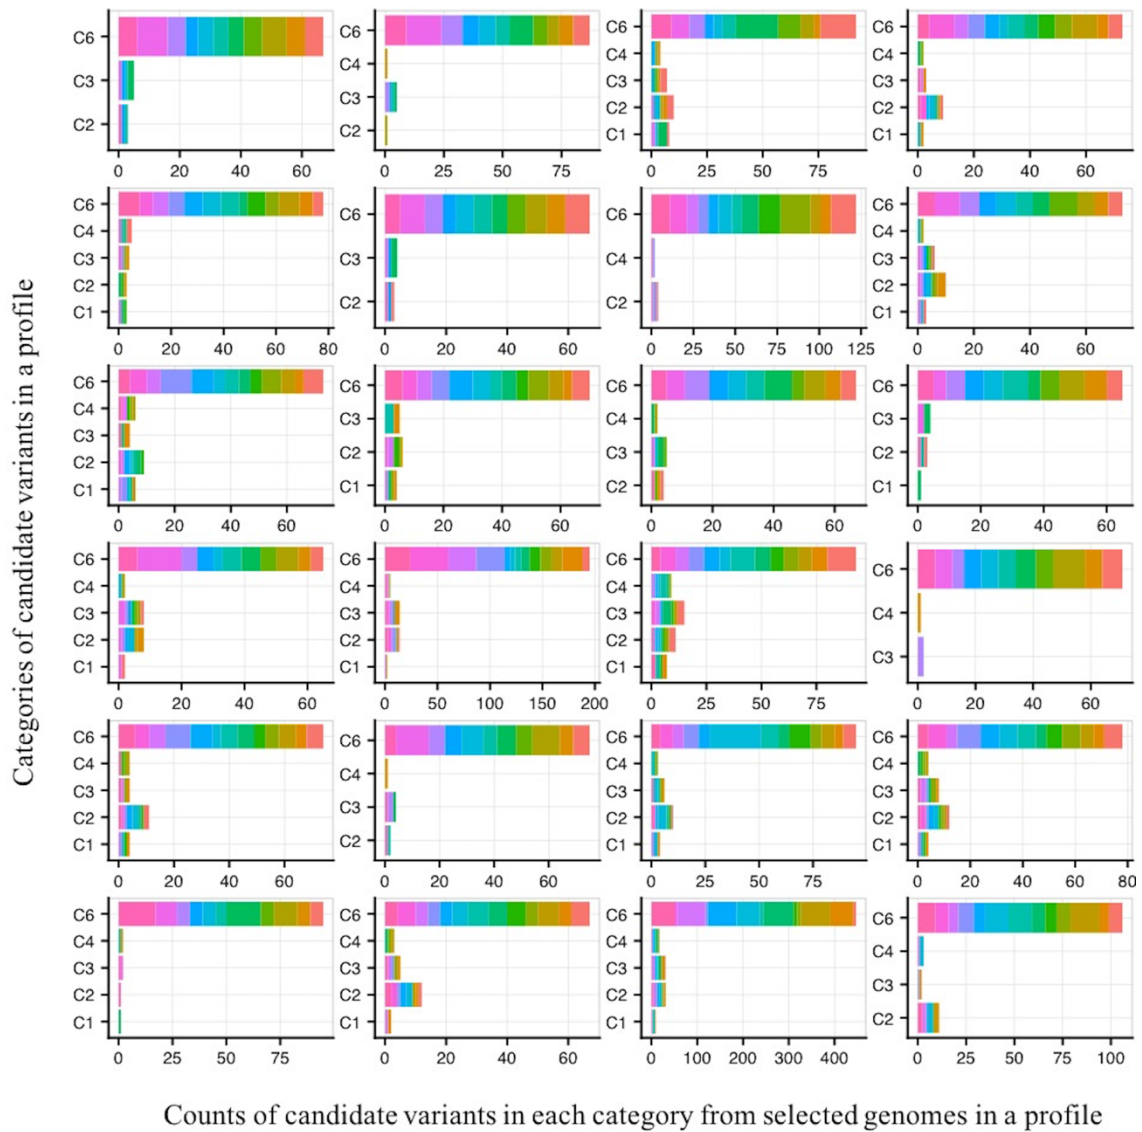 Categories of candidate variants in a profile
C6
C3
C2
0 20 40 60
C6
C4
C3
C2
0 25 50 75
C6
C4
C3
C2
C1
0 25 50 75
C6
C4
C3
C2
C1
0 20 40 60
C6
C4
C3
C2
C1
0 20 40 60 80
C6
C3
C2
0 20 40 60
C6
C4
C2
0 25 50 75 100 125
C6
C4
C3
C2
C1
0 20 40 60
C6
C4
C3
C2
C1
0 20 40 60
C6
C3
C2
C1
0 20 40 60
C6
C4
C3
C2
0 20 40 60
C6
C3
C2
C1
0 20 40 60
C6
C4
C3
C2
C1
0 20 40 60
C6
C4
C3
C2
C1
0 50 100 150 200
C6
C4
C3
C2
C1
0 25 50 75
C6
C4
C3
0 20 40 60
C6
C4
C3
C2
C1
0 20 40 60
C6
C4
C3
C2
0 20 40 60
C6
C4
C3
C2
C1
0 25 50 75
C6
C4
C3
C2
C1
0 20 40 60 80
C6
C4
C3
C2
C1
0 25 50 75
C6
C4
C3
C2
C1
0 20 40 60
C6
C4
C3
C2
C1
0 100 200 300 400
C6
C4
C3
C2
0 25 50 75 100
Counts of candidate variants in each category from selected genomes in a profile